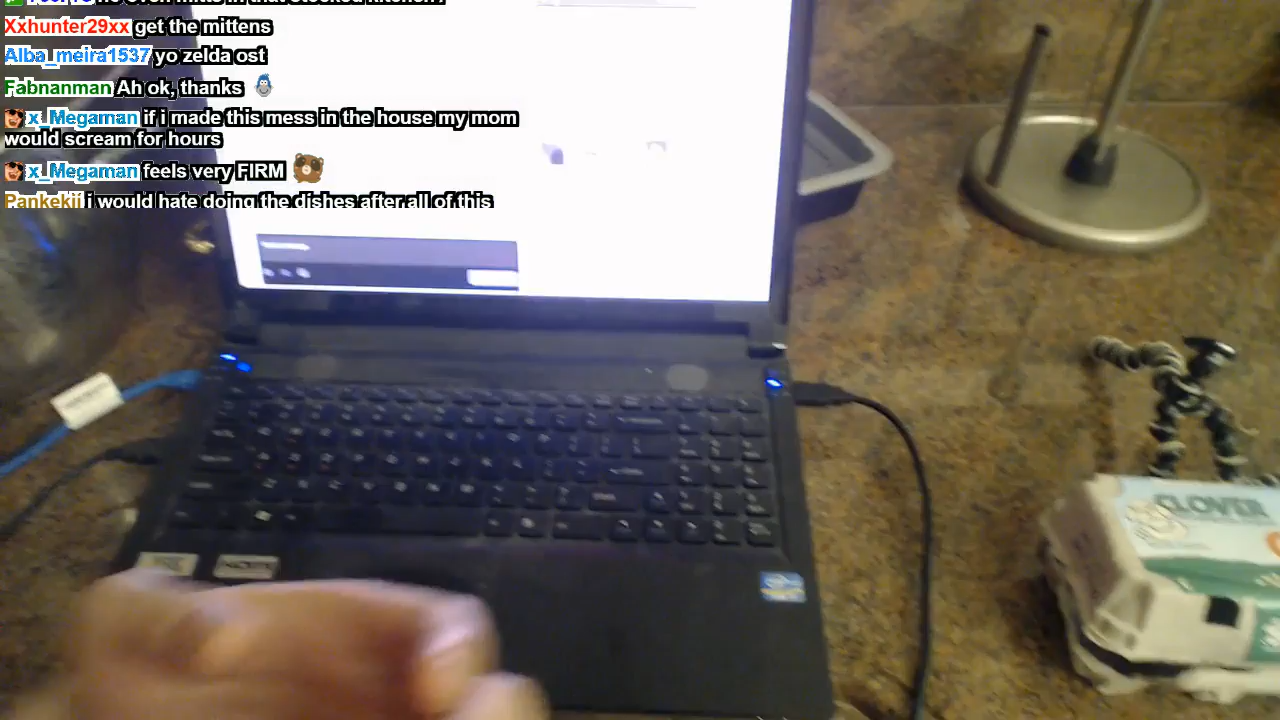 Xxhunter29xx get the mittens
Alba_meira1537 yo zelda ost
Fabnanman Ah ok, thanks
x_Megaman if i made this mess in the house my mom
would scream for hours
x_Megaman feels very FIRM
Pankekii i would hate doing the dishes after all of this
CLOVER